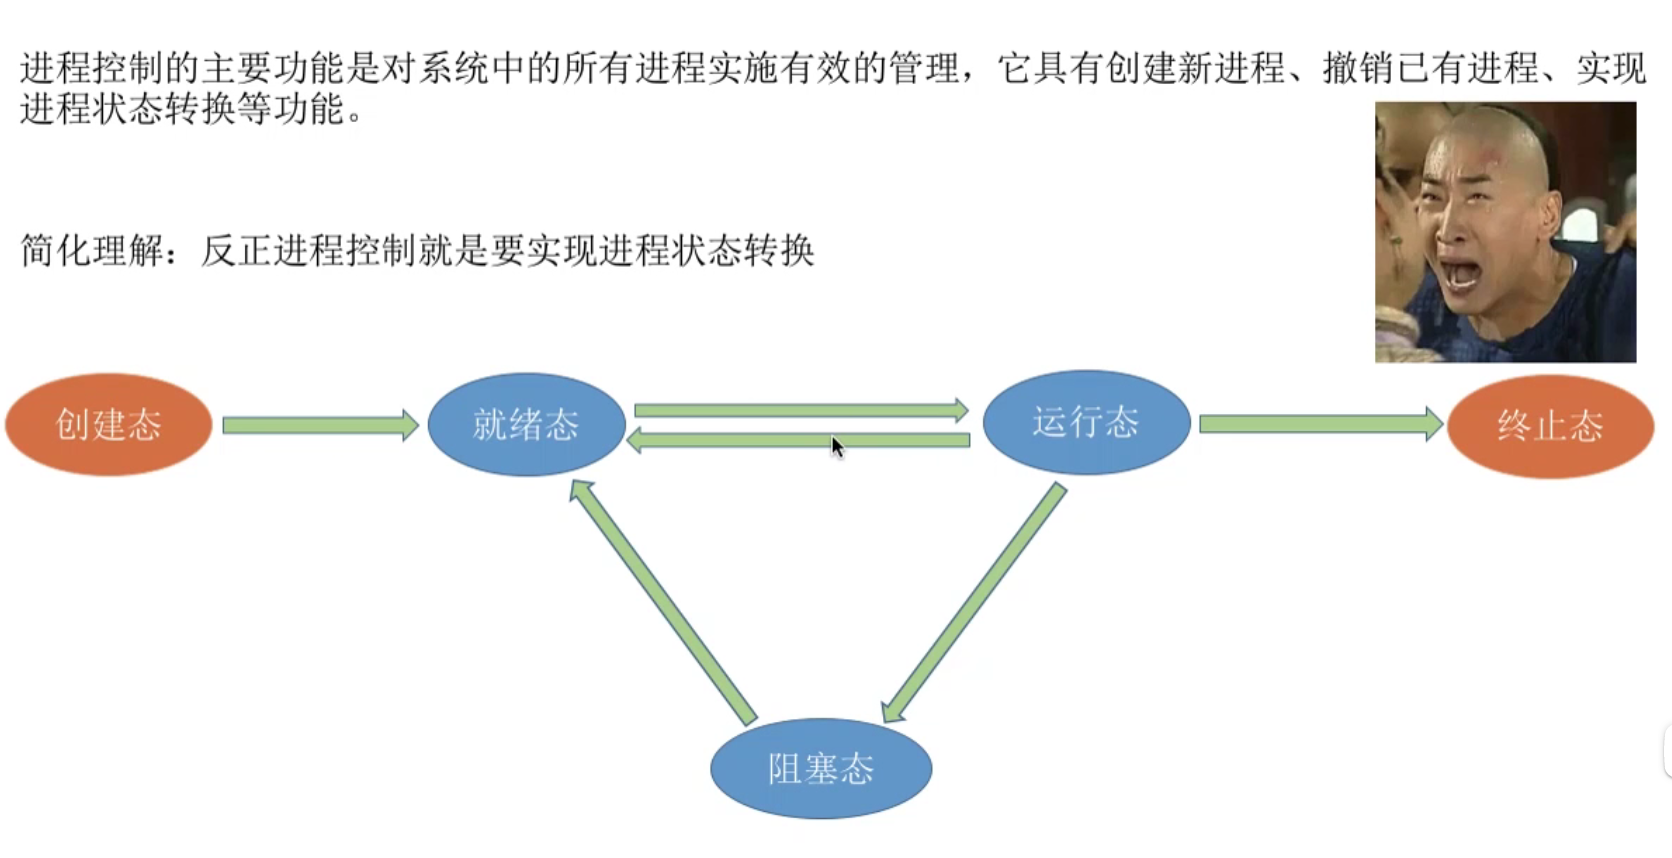 进程控制的主要功能是对系统中的所有进程实施有效的管理，它具有创建新进程、撤销已有进程、实现
进程状态转换等功能。
简化理解：反正进程控制就是要实现进程状态转换
创建态
就绪态
运行态
终止态
阻塞态